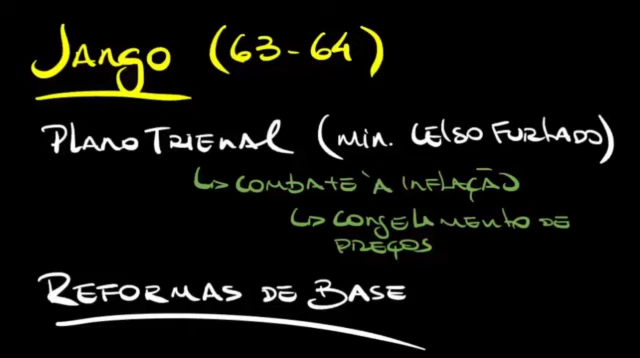 Jango (63-64)
PLANO TRIENAL (min. CELSO FURTADO)
↳ COMBATE À INFLAÇÃO
↳ CONGELAMENTO DE
PREÇOS
REFORMAS DE BASE